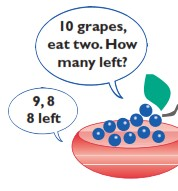 10 grapes,
eat two. How
many left?
9, 8
8 left